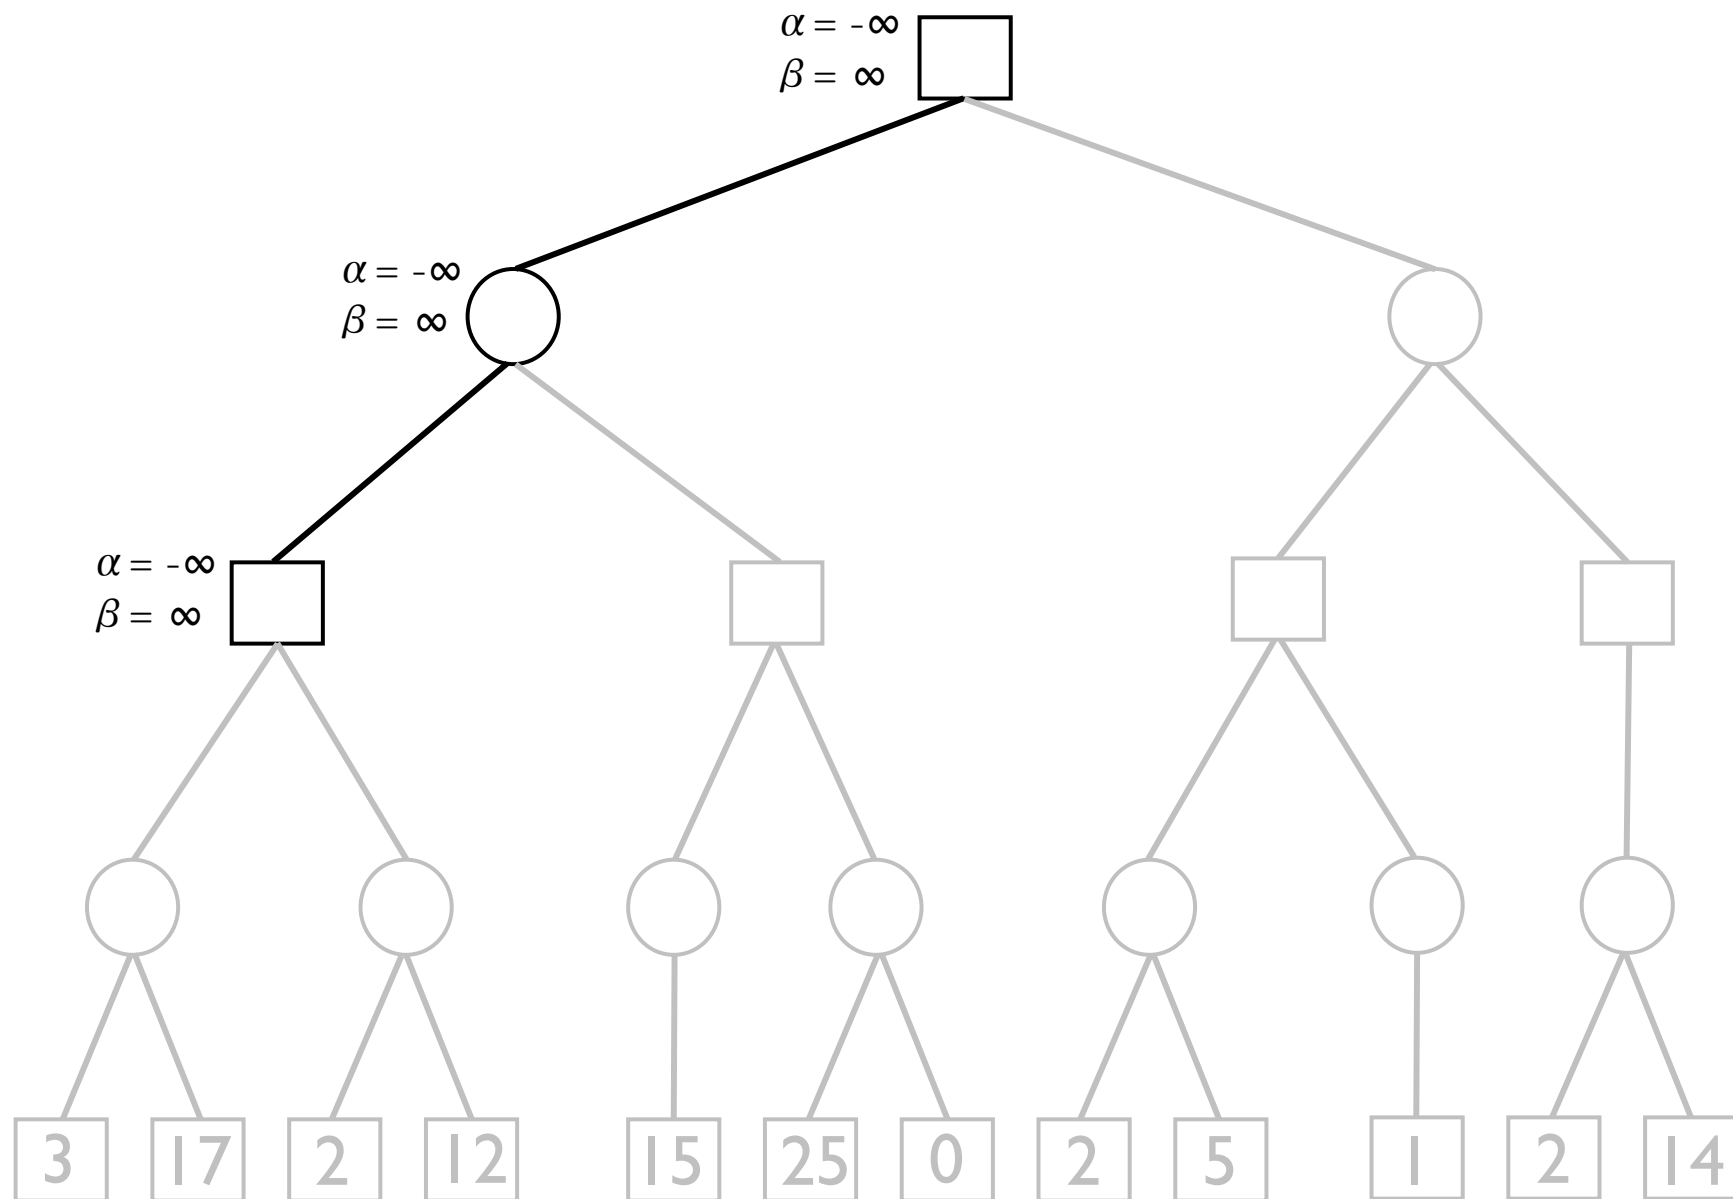 α = -∞
β = ∞
α = -∞
β = ∞
α = -∞
β = ∞
3 17 2 12 15 25 0 2 5 1 2 14